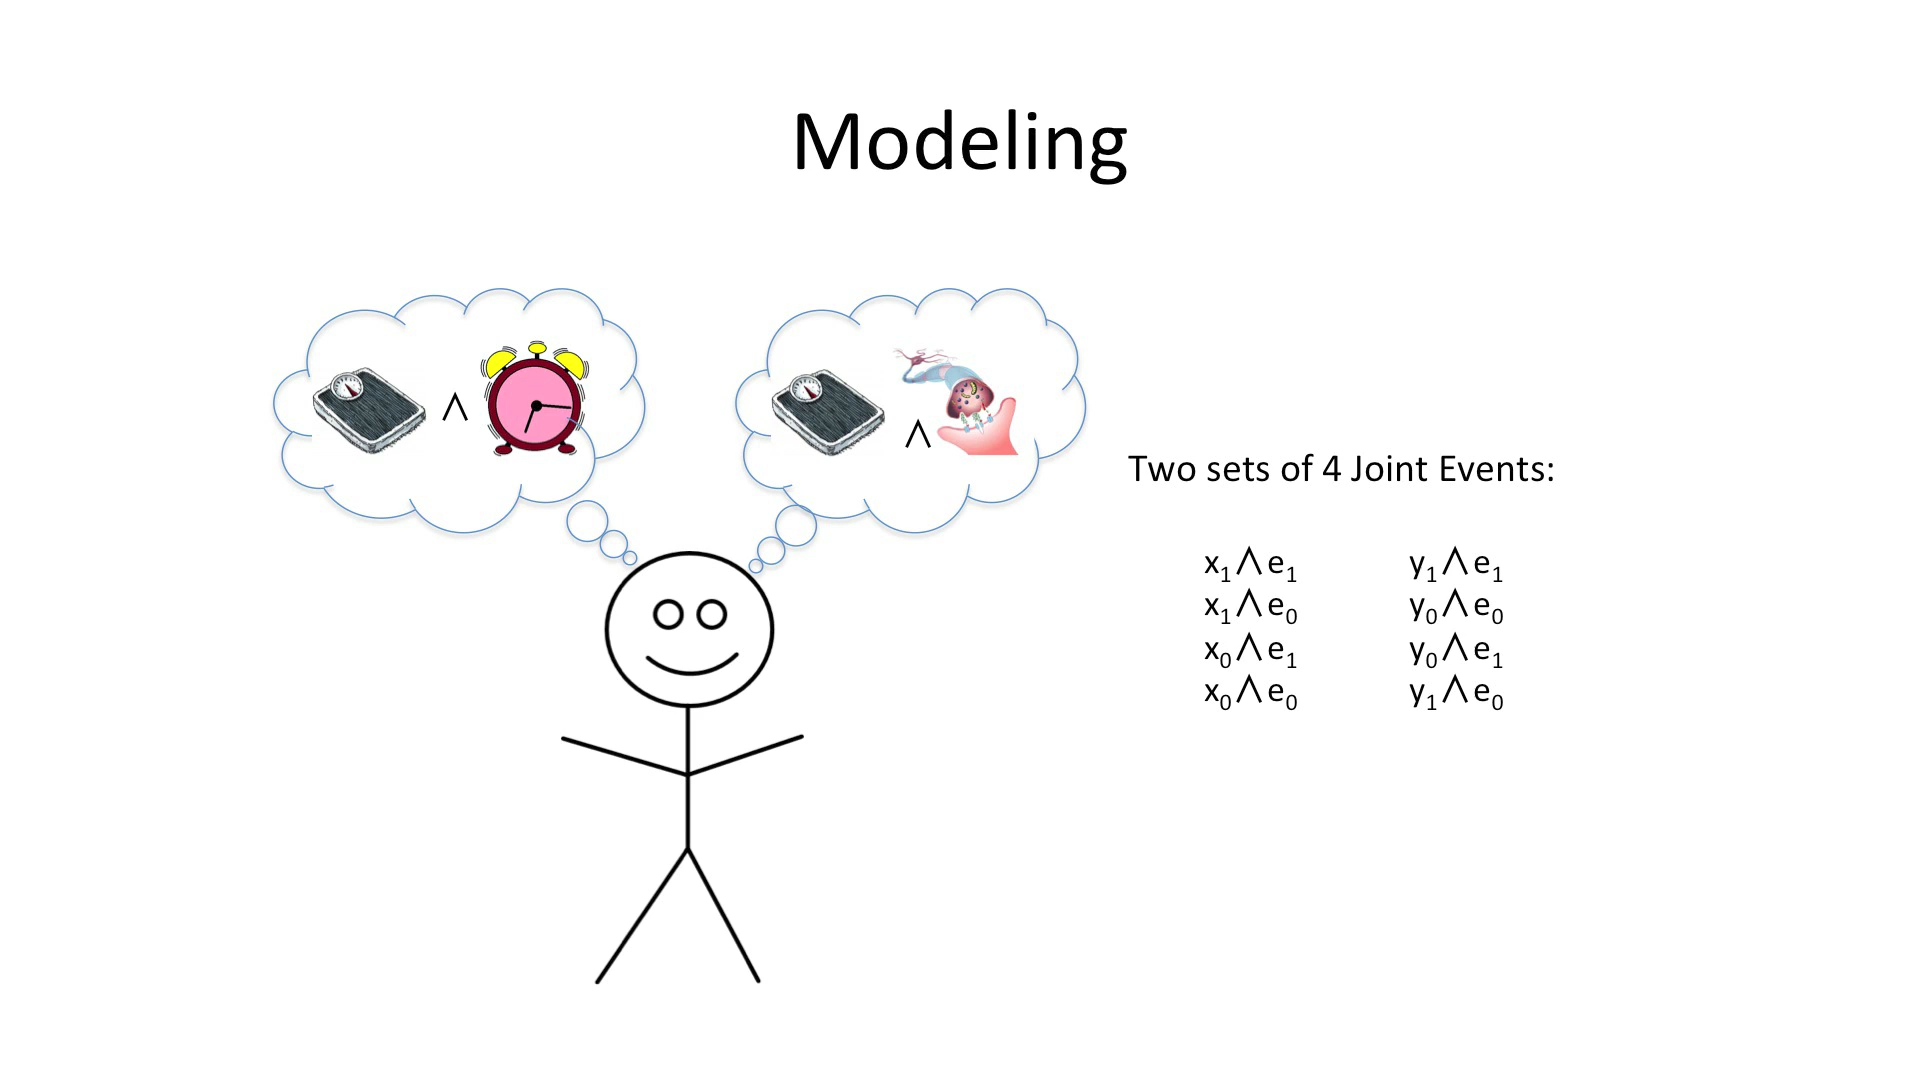 Modeling
∧
∧
Two sets of 4 Joint Events:
x₁∧e₁ y₁∧e₁
x₁∧e₀ y₀∧e₀
x₀∧e₁ y₀∧e₁
x₀∧e₀ y₁∧e₀